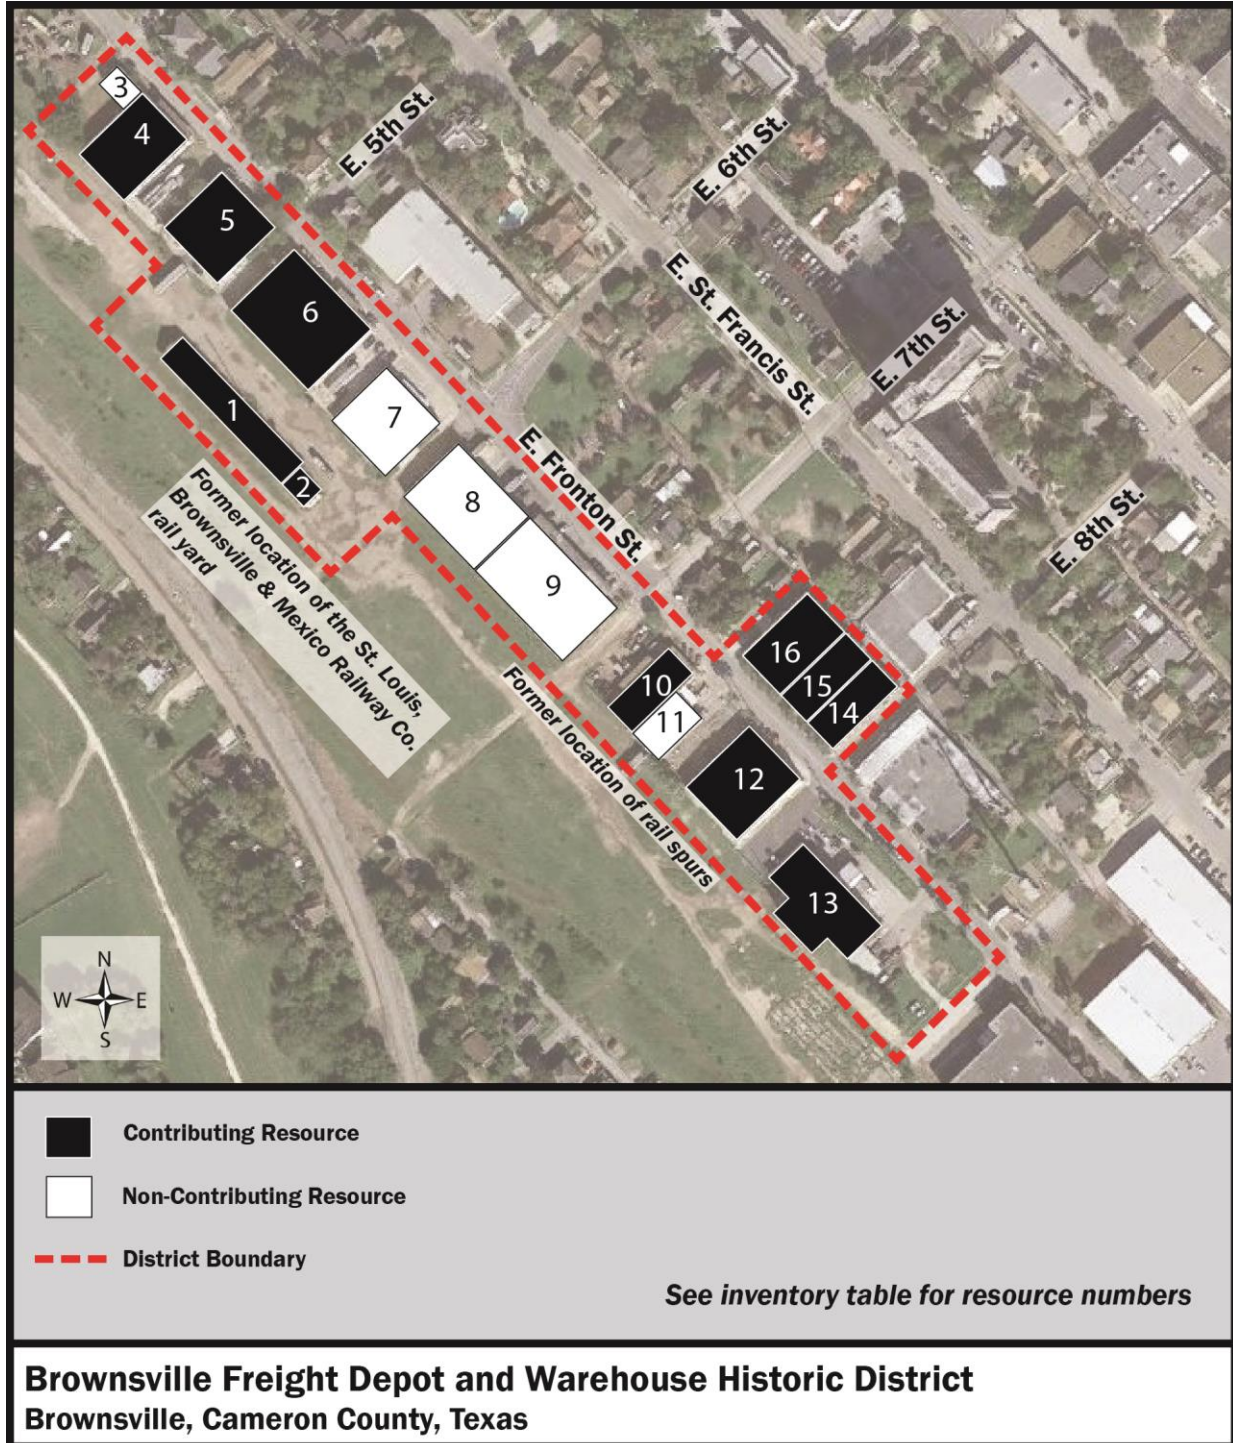 3
4
5
6
1
2
7
8
9
10
11
12
13
16
15
14
E. 5th St.
E. 6th St.
E. St. Francis St.
E. 7th St.
E. 8th St.
E. Fronton St.
Former location of the St. Louis,
Brownsville & Mexico Railway Co.
rail yard
Former location of rail spurs
N
W E
S
Contributing Resource
Non-Contributing Resource
District Boundary
See inventory table for resource numbers
Brownsville Freight Depot and Warehouse Historic District
Brownsville, Cameron County, Texas